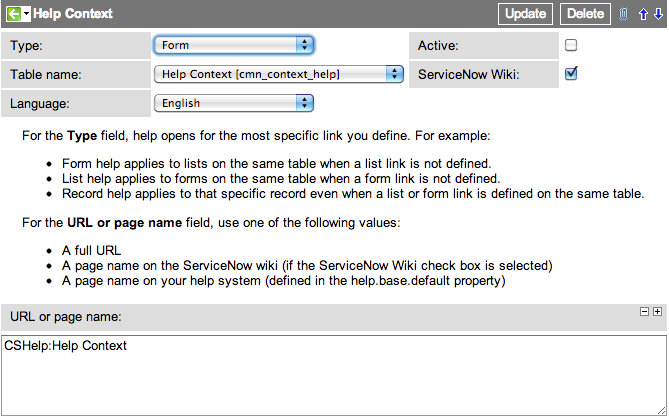 Help Context Update Delete
Type: Form Active:
Table name: Help Context [cmn_context_help] ServiceNow Wiki:
Language: English
For the Type field, help opens for the most specific link you define. For example:
• Form help applies to lists on the same table when a list link is not defined.
• List help applies to forms on the same table when a form link is not defined.
• Record help applies to that specific record even when a list or form link is defined on the same table.
For the URL or page name field, use one of the following values:
• A full URL
• A page name on the ServiceNow wiki (if the ServiceNow Wiki check box is selected)
• A page name on your help system (defined in the help.base.default property)
URL or page name:
CSHelp:Help Context